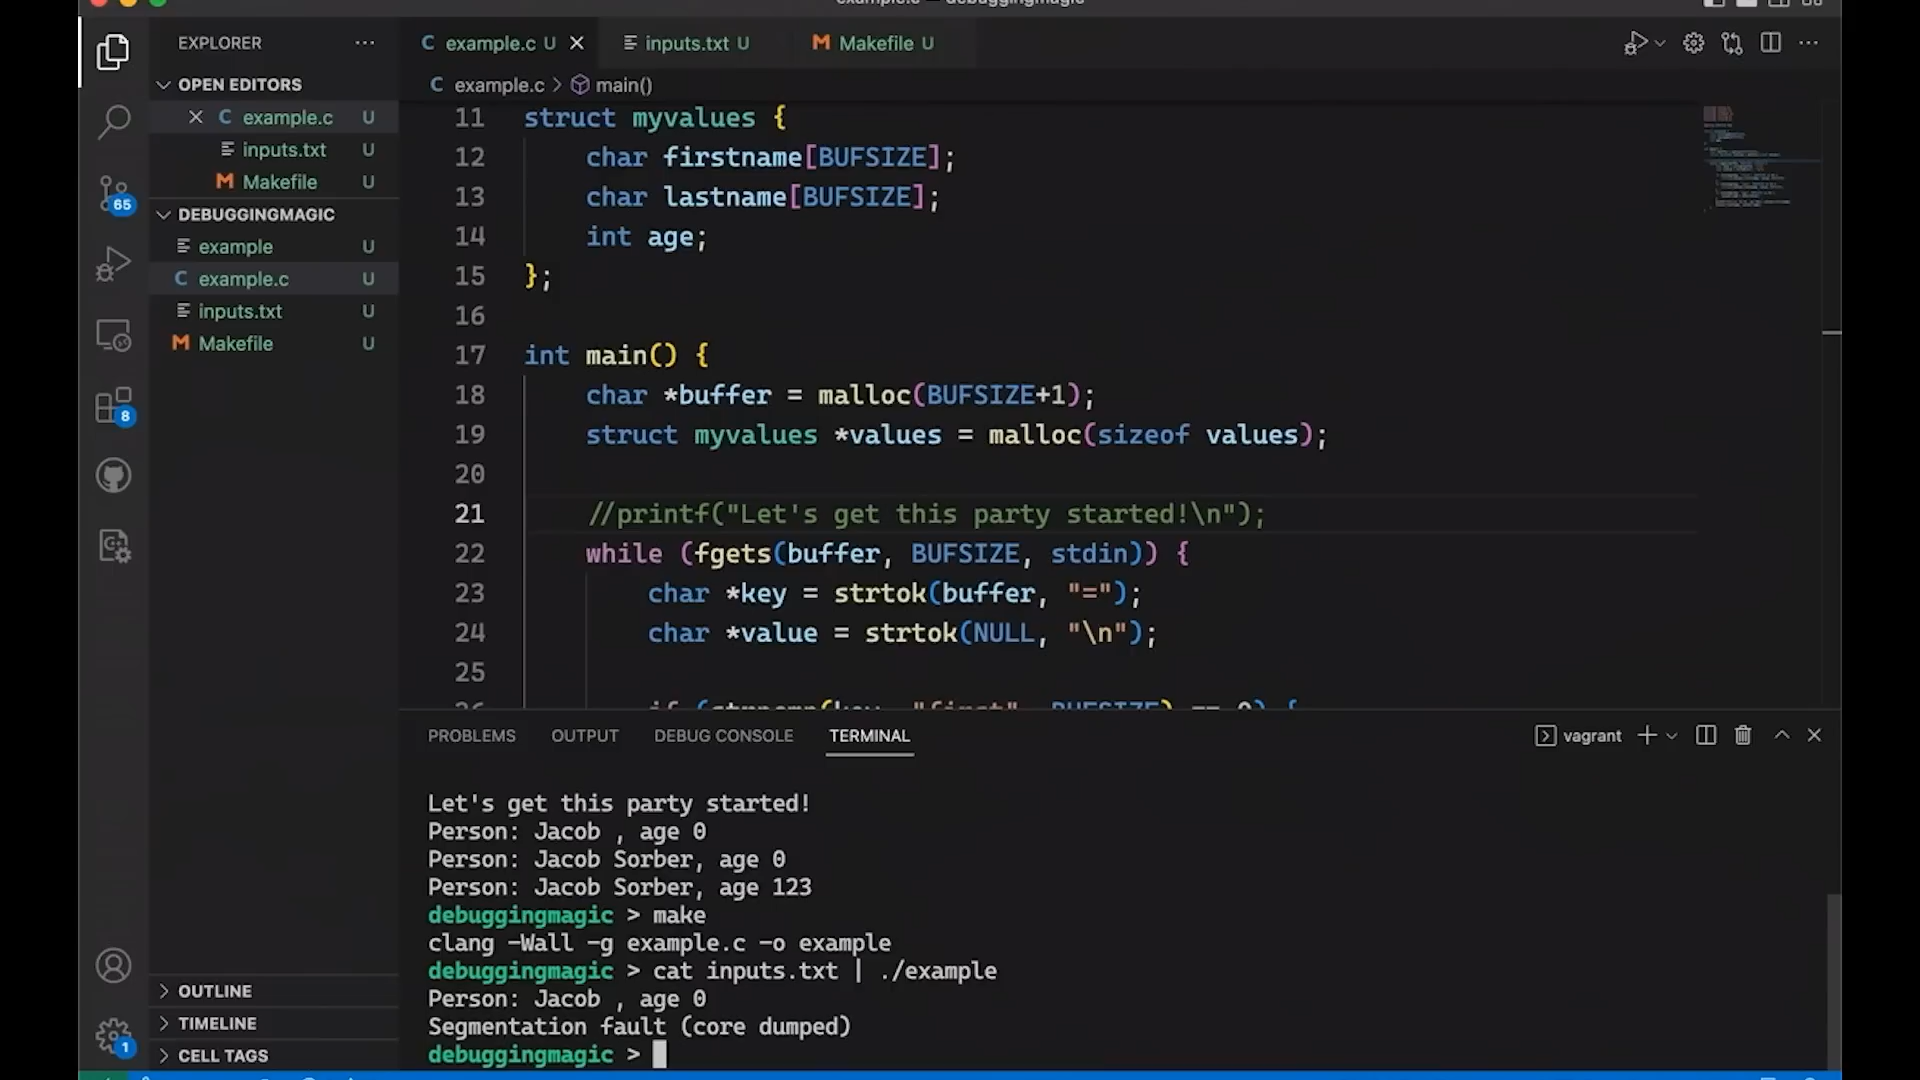 EXPLORER
OPEN EDITORS
example.c U
inputs.txt U
Makefile U
DEBUGGINGMAGIC
example U
example.c U
inputs.txt U
Makefile U
OUTLINE
TIMELINE
CELL TAGS
65
8
1
C example.c U
inputs.txt U
M Makefile U
C example.c > main()
11 struct myvalues {
12 char firstname[BUFSIZE];
13 char lastname[BUFSIZE];
14 int age;
15 };
16
17 int main() {
18 char *buffer = malloc(BUFSIZE+1);
19 struct myvalues *values = malloc(sizeof values);
20
21 //printf("Let's get this party started!\n");
22 while (fgets(buffer, BUFSIZE, stdin)) {
23 char *key = strtok(buffer, "=");
24 char *value = strtok(NULL, "\n");
25
PROBLEMS OUTPUT DEBUG CONSOLE TERMINAL
vagrant
Let's get this party started!
Person: Jacob , age 0
Person: Jacob Sorber, age 0
Person: Jacob Sorber, age 123
debuggingmagic > make
clang -Wall -g example.c -o example
debuggingmagic > cat inputs.txt | ./example
Person: Jacob , age 0
Segmentation fault (core dumped)
debuggingmagic >